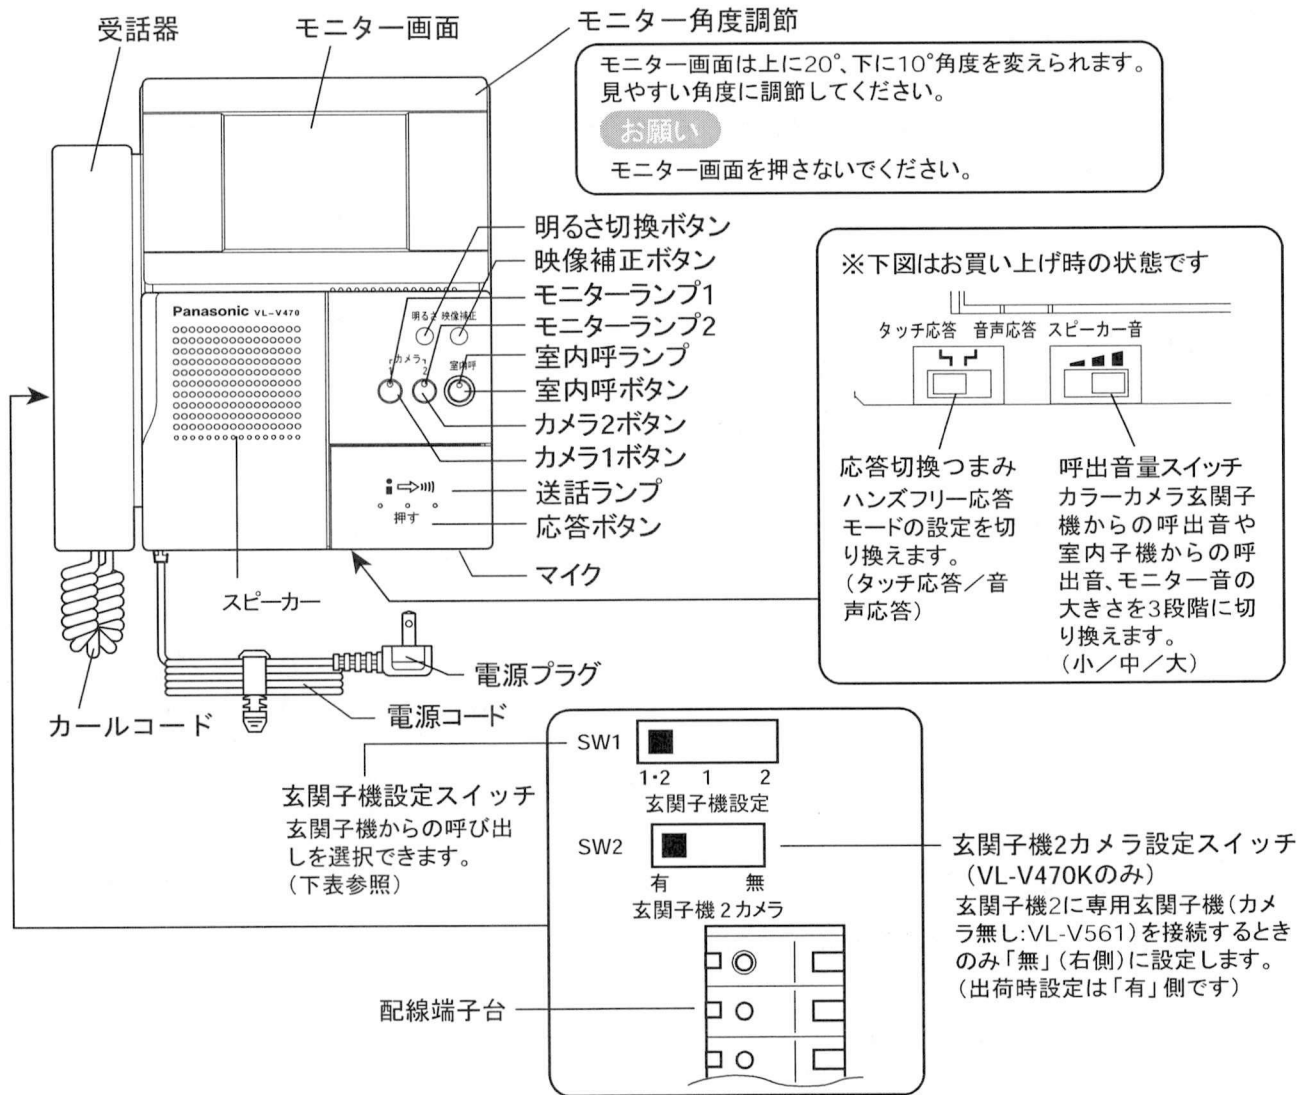 受話器
モニター画面
モニター角度調節
モニター画面は上に20°、下に10°角度を変えられます。
見やすい角度に調節してください。
お願い
モニター画面を押さないでください。
明るさ切換ボタン
映像補正ボタン
モニターランプ1
モニターランプ2
室内呼ランプ
室内呼ボタン
カメラ2ボタン
カメラ1ボタン
送話ランプ
応答ボタン
マイク
Panasonic VL-V470
明るさ 映像補正
カメラ
1 2
室内呼
押す
スピーカー
電源プラグ
電源コード
カールコード
※下図はお買い上げ時の状態です
タッチ応答 音声応答 スピーカー音
応答切換つまみ
ハンズフリー応答
モードの設定を切
り換えます。
(タッチ応答/音
声応答)
呼出音量スイッチ
カラーカメラ玄関子
機からの呼出音や
室内子機からの呼
出音、モニター音の
大きさを3段階に切
り換えます。
(小/中/大)
玄関子機設定スイッチ
玄関子機からの呼び出
しを選択できます。
(下表参照)
SW1
1・2 1 2
玄関子機設定
SW2
有 無
玄関子機2カメラ
配線端子台
玄関子機2カメラ設定スイッチ
(VL-V470Kのみ)
玄関子機2に専用玄関子機(カメ
ラ無し:VL-V561)を接続するとき
のみ「無」(右側)に設定します。
(出荷時設定は「有」側です)